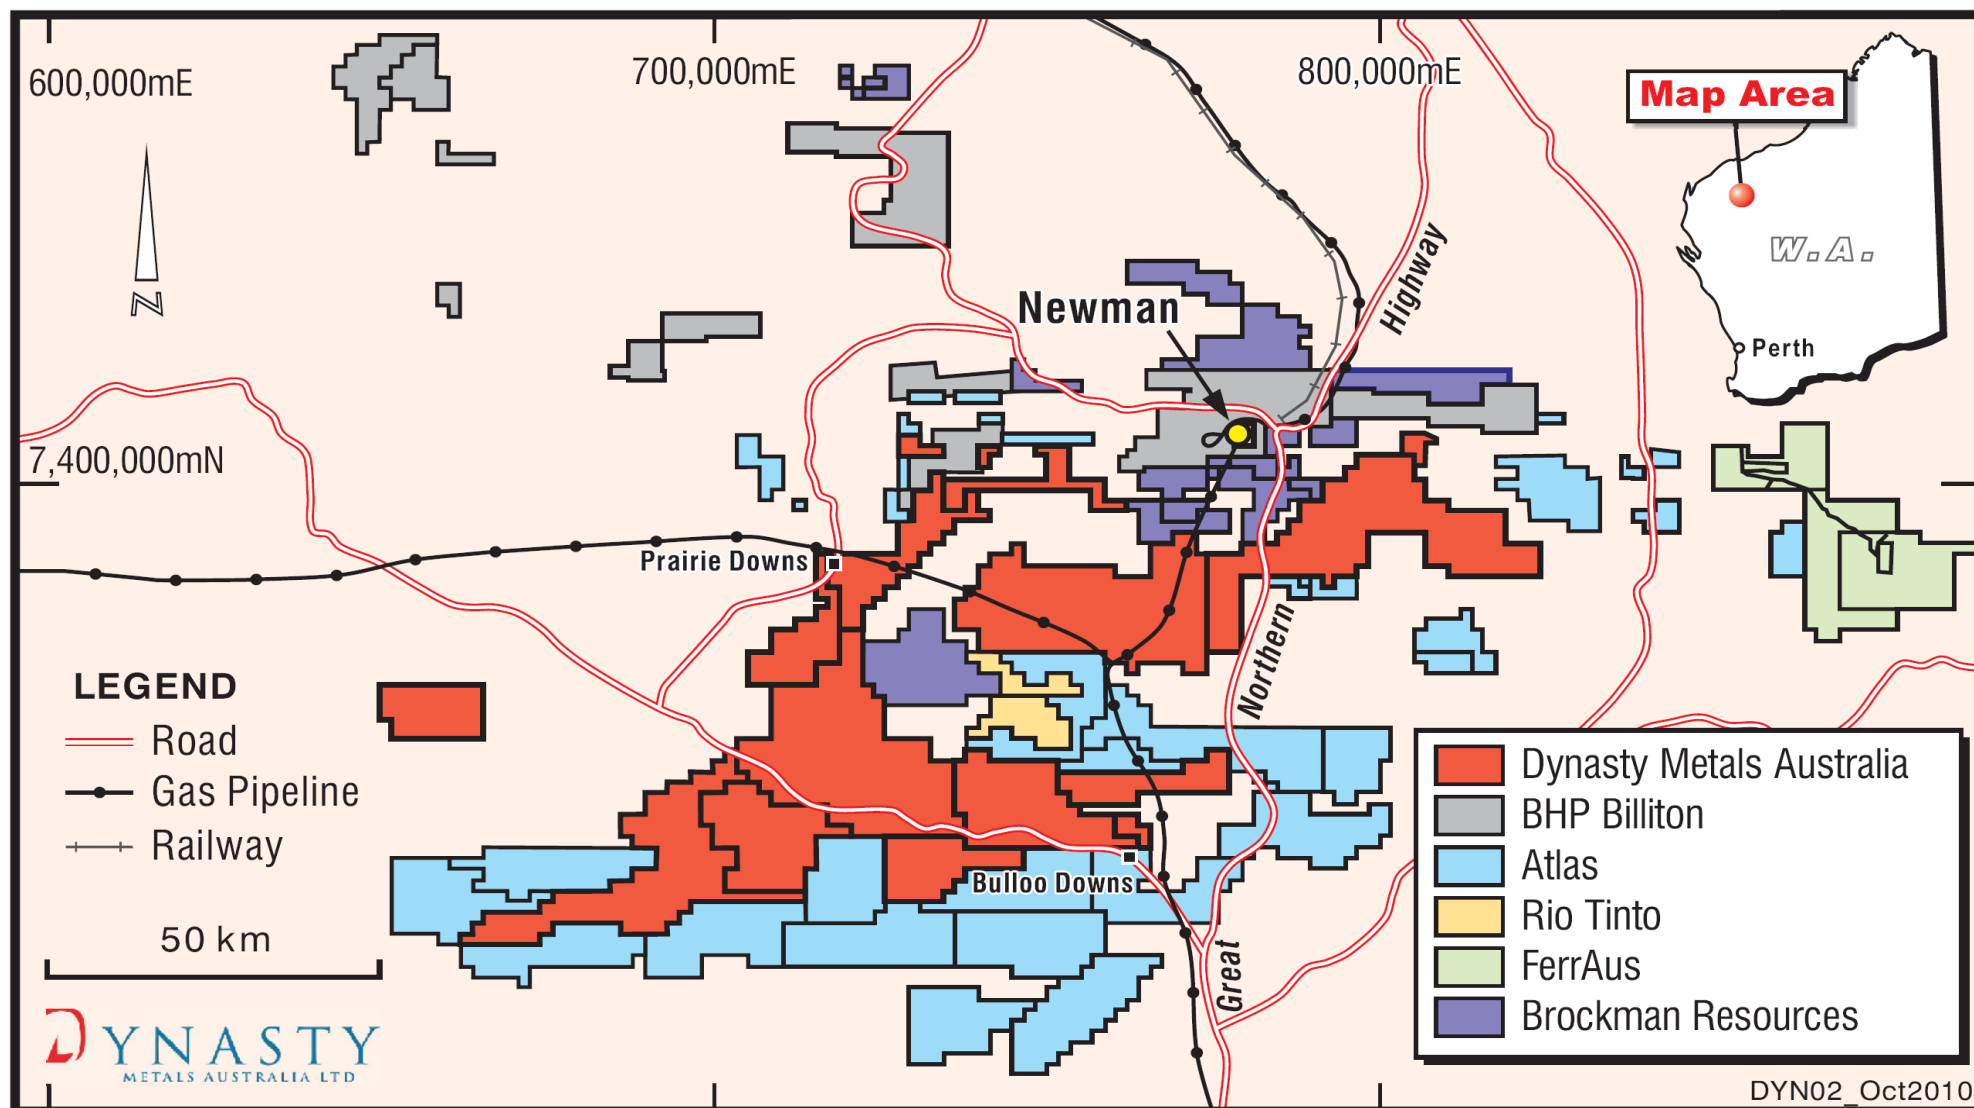 600,000mE
700,000mE
800,000mE
Map Area
W.A.
Perth
N
Newman
Highway
7,400,000mN
Prairie Downs
Northern
LEGEND
Road
Gas Pipeline
Railway
50 km
Bulloo Downs
Great
Dynasty Metals Australia
BHP Billiton
Atlas
Rio Tinto
FerrAus
Brockman Resources
DYNASTY
METALS AUSTRALIA LTD
DYN02_Oct2010